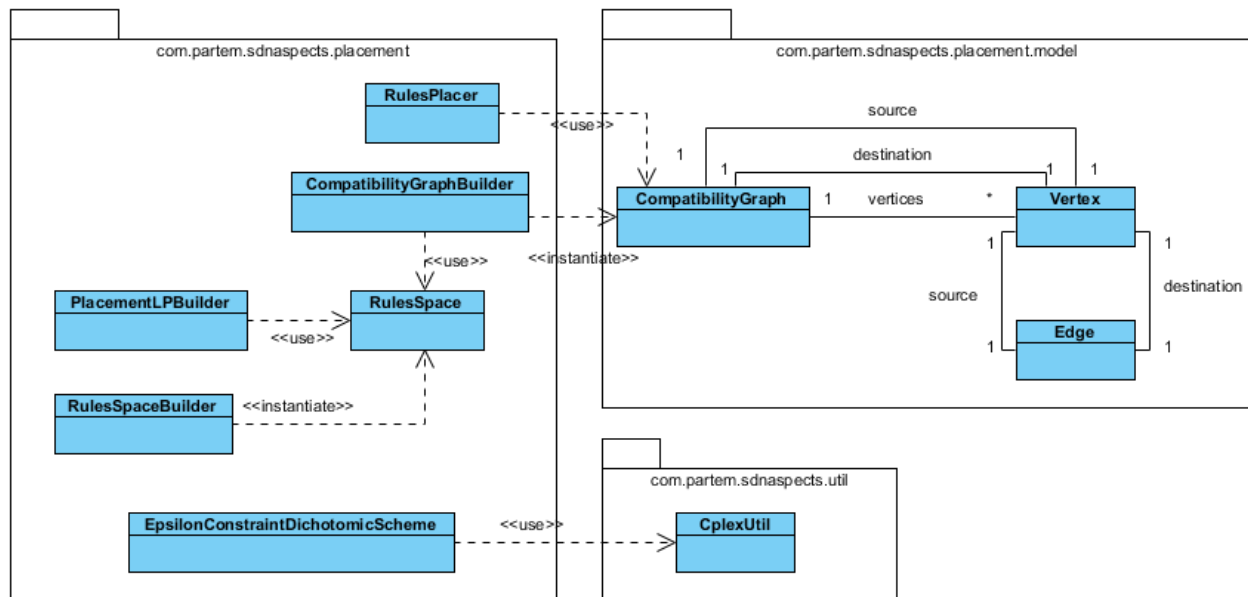 com.partem.sdnaspects.placement
com.partem.sdnaspects.placement.model
RulesPlacer
<<use>>
source
1
1
destination
1
1
CompatibilityGraphBuilder
CompatibilityGraph
1
vertices
*
Vertex
<<use>>
<<instantiate>>
1
1
source
destination
PlacementLPBuilder
<<use>>
RulesSpace
1
Edge
1
RulesSpaceBuilder
<<instantiate>>
com.partem.sdnaspects.util
EpsilonConstraintDichotomicScheme
<<use>>
CplexUtil